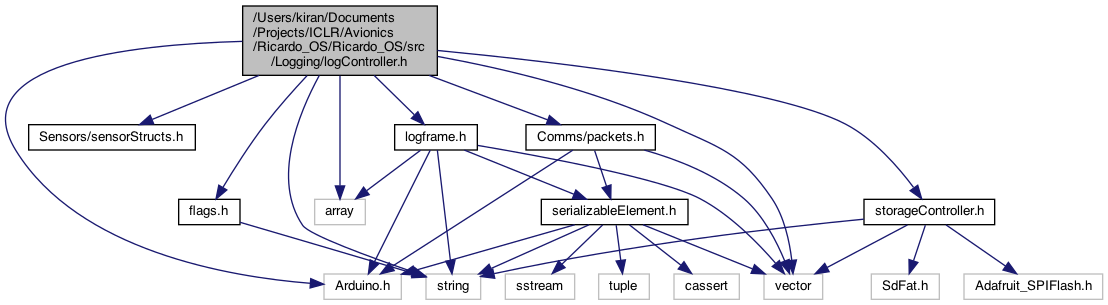 /Users/kiran/Documents
/Projects/ICLR/Avionics
/Ricardo_OS/Ricardo_OS/src
/Logging/logController.h
Sensors/sensorStructs.h
logframe.h
Comms/packets.h
flags.h
array
serializableElement.h
storageController.h
Arduino.h
string
sstream
tuple
cassert
vector
SdFat.h
Adafruit_SPIFlash.h